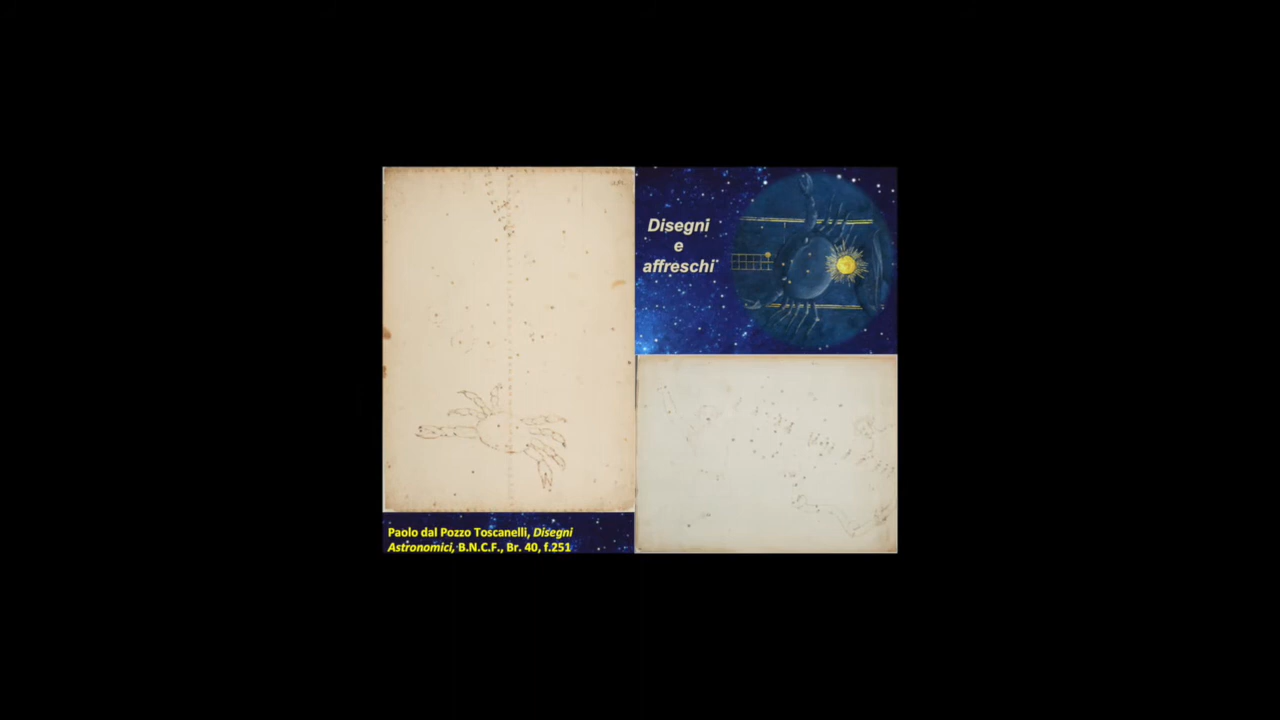 Disegni
e
affreschi
Paolo dal Pozzo Toscanelli, Disegni
Astronomici, B.N.C.F., Br. 40, f.251